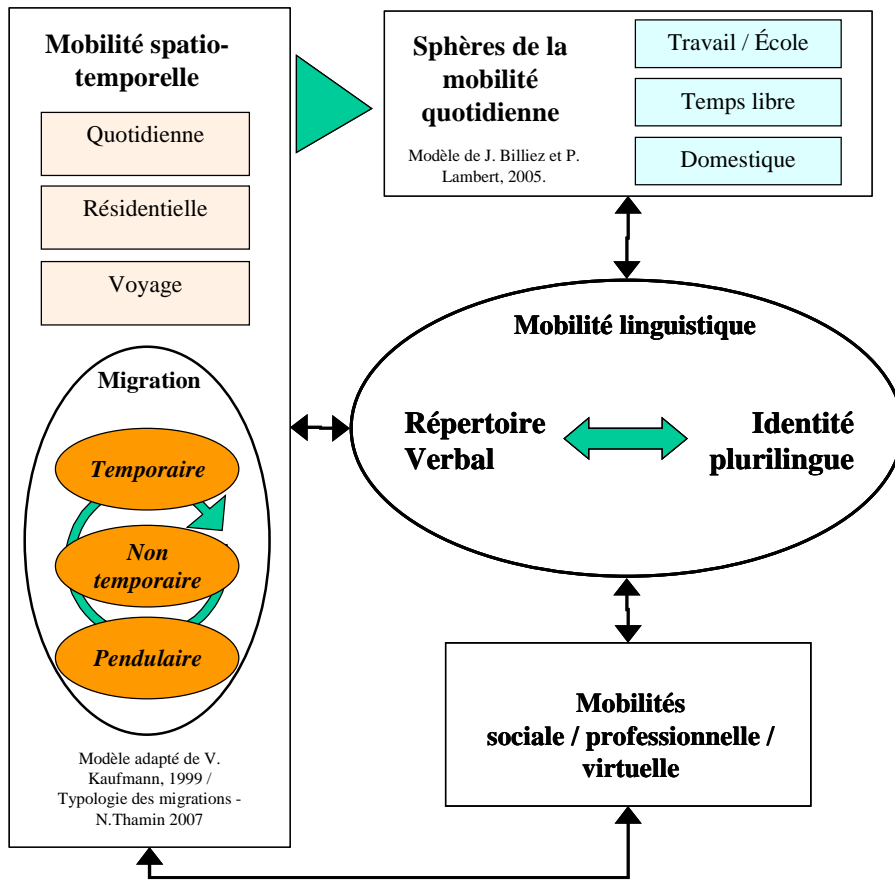 Mobilité spatio-
temporelle
Quotidienne
Résidentielle
Voyage
Migration
Temporaire
Non
temporaire
Pendulaire
Modèle adapté de V.
Kaufmann, 1999 /
Typologie des migrations -
N.Thamin 2007
Sphères de la
mobilité
quotidienne
Modèle de J. Billiez et P.
Lambert, 2005.
Travail / École
Temps libre
Domestique
Mobilité linguistique
Répertoire
Verbal
Identité
plurilingue
Mobilités
sociale / professionnelle /
virtuelle